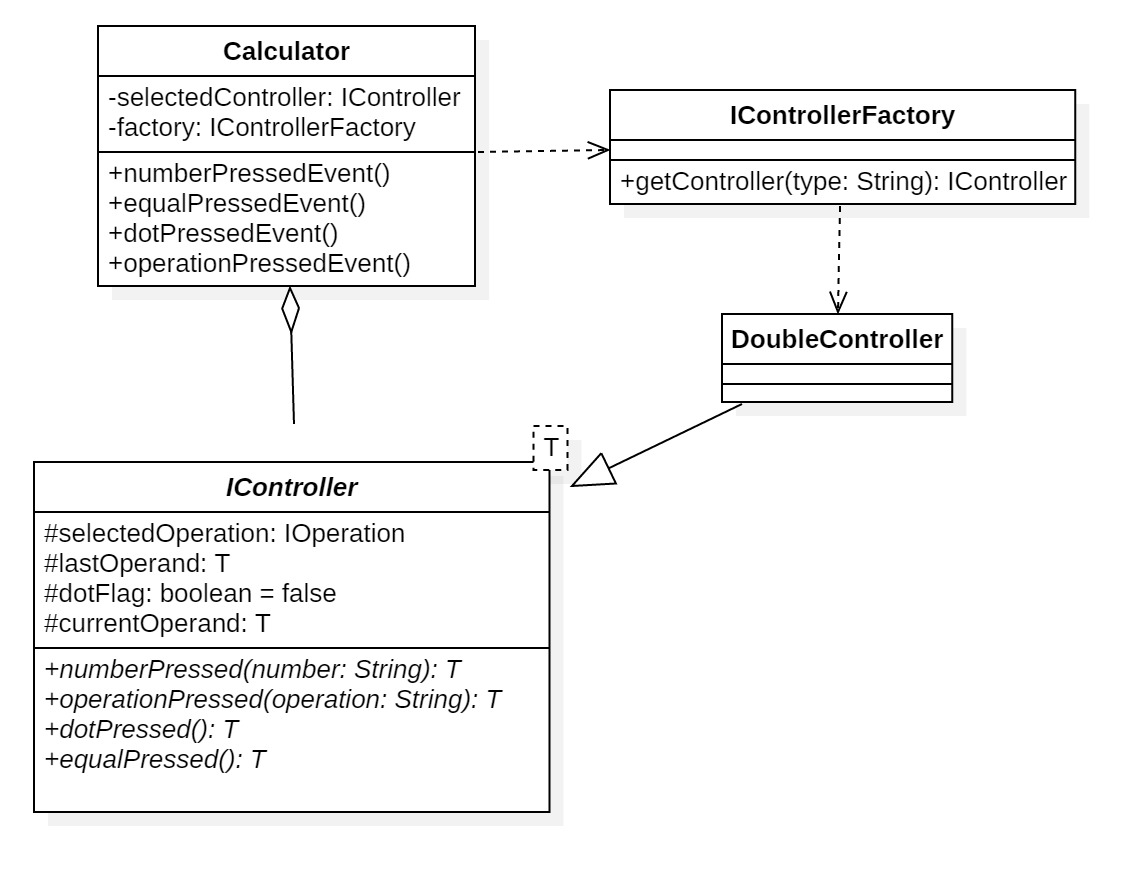 Calculator
-selectedController: IController
-factory: IControllerFactory
+numberPressedEvent()
+equalPressedEvent()
+dotPressedEvent()
+operationPressedEvent()
IControllerFactory
+getController(type: String): IController
DoubleController
T
IController
#selectedOperation: IOperation
#lastOperand: T
#dotFlag: boolean = false
#currentOperand: T
+numberPressed(number: String): T
+operationPressed(operation: String): T
+dotPressed(): T
+equalPressed(): T